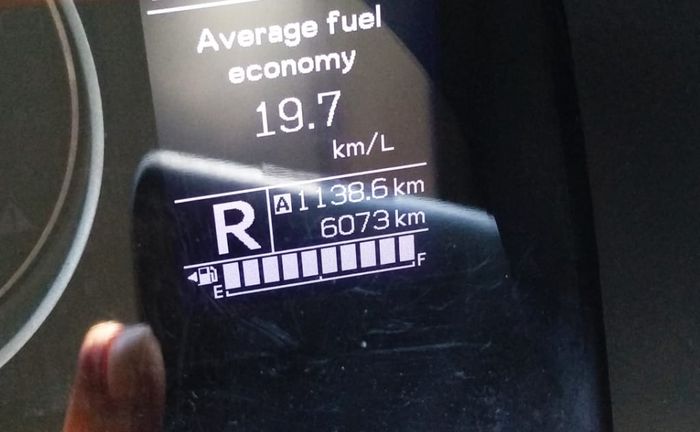 Average fuel
economy
19.7
km/L
R
A 1138.6 km
6073 km
E F